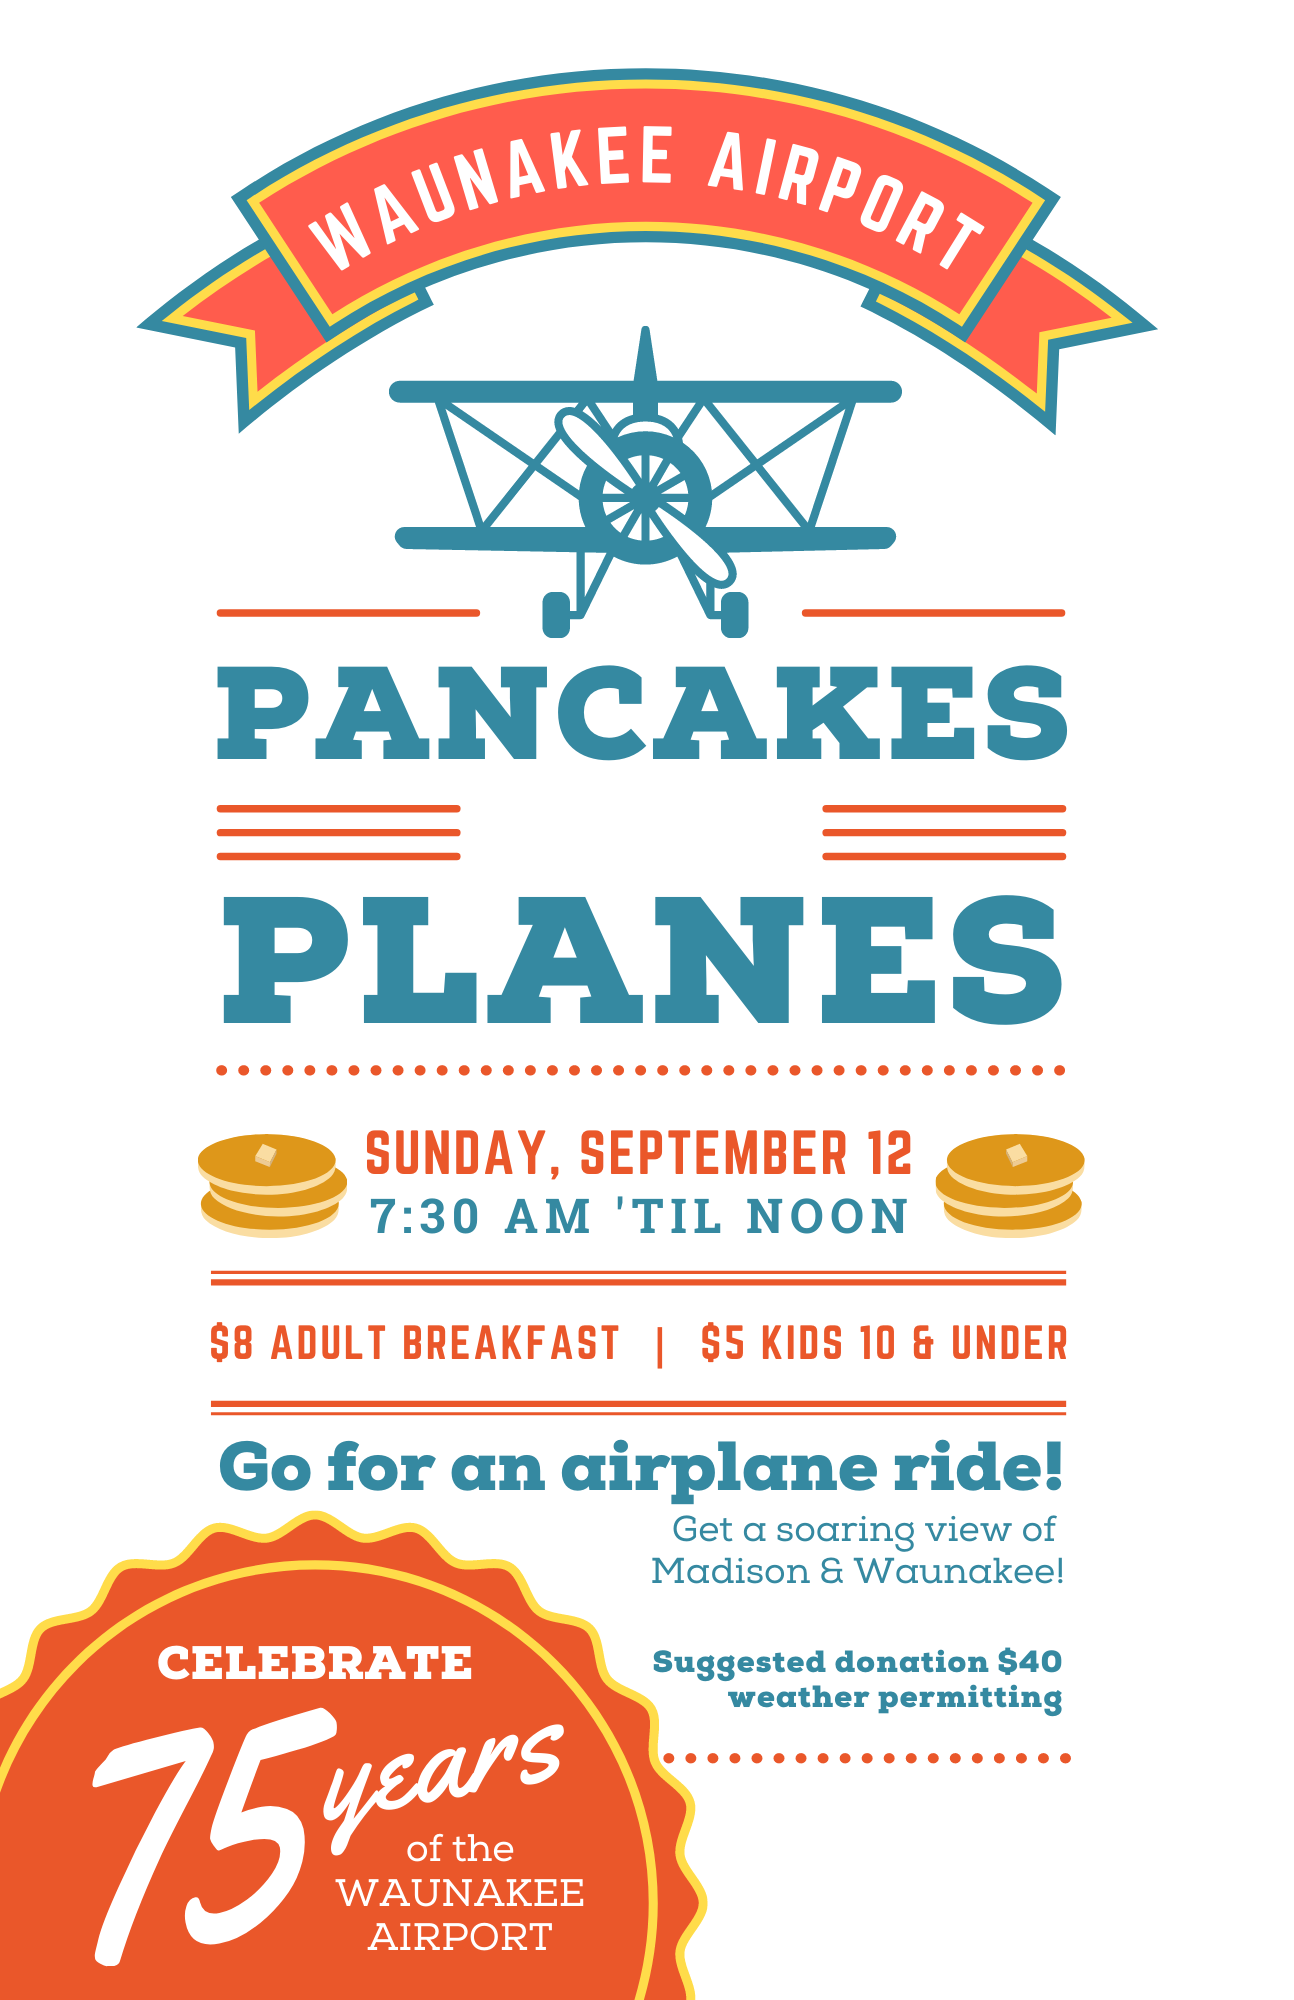 WAUNAKEE AIRPORT
PANCAKES
PLANES
SUNDAY, SEPTEMBER 12
7:30 AM 'TIL NOON
$8 ADULT BREAKFAST | $5 KIDS 10 & UNDER
Go for an airplane ride!
Get a soaring view of
Madison & Waunakee!
Suggested donation $40
weather permitting
CELEBRATE
75 years
of the
WAUNAKEE
AIRPORT